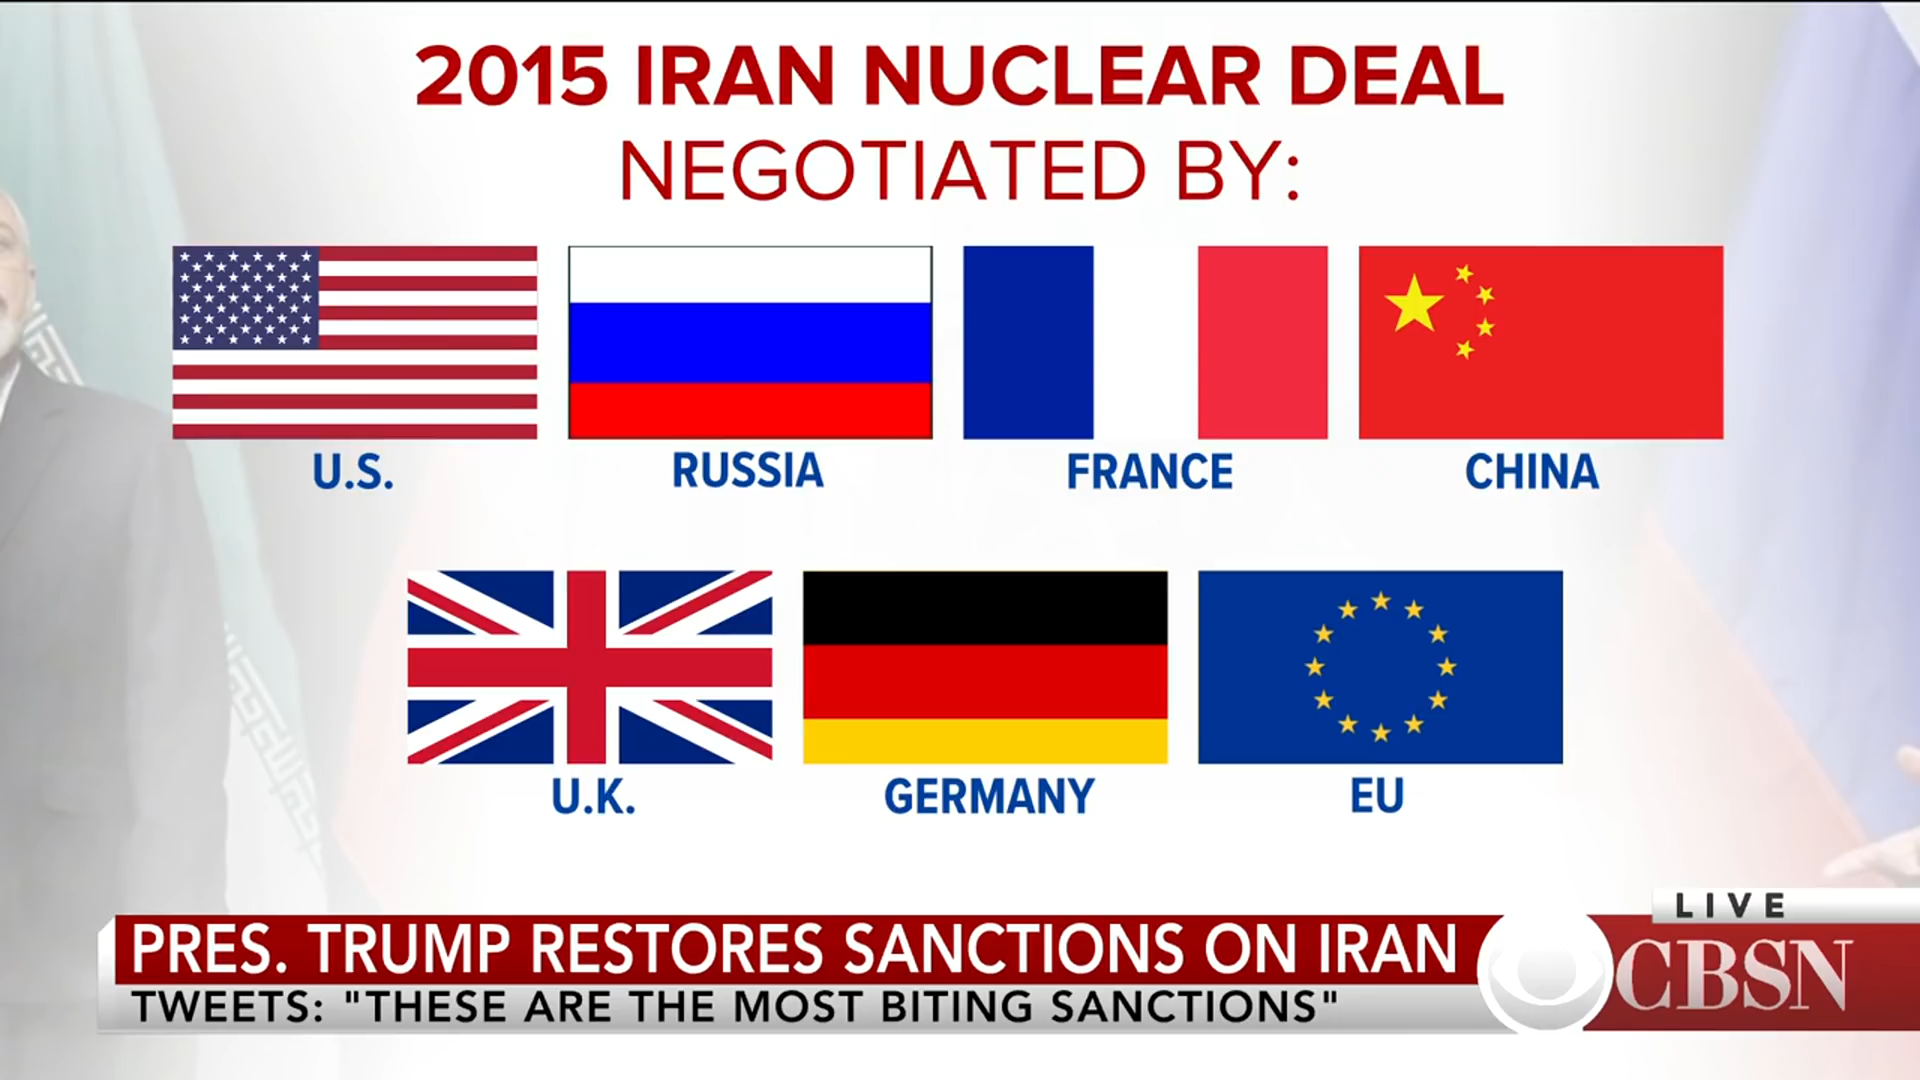 2015 IRAN NUCLEAR DEAL
NEGOTIATED BY:
U.S.
RUSSIA
FRANCE
CHINA
U.K.
GERMANY
EU
LIVE
PRES. TRUMP RESTORES SANCTIONS ON IRAN
TWEETS: "THESE ARE THE MOST BITING SANCTIONS"
CBSN